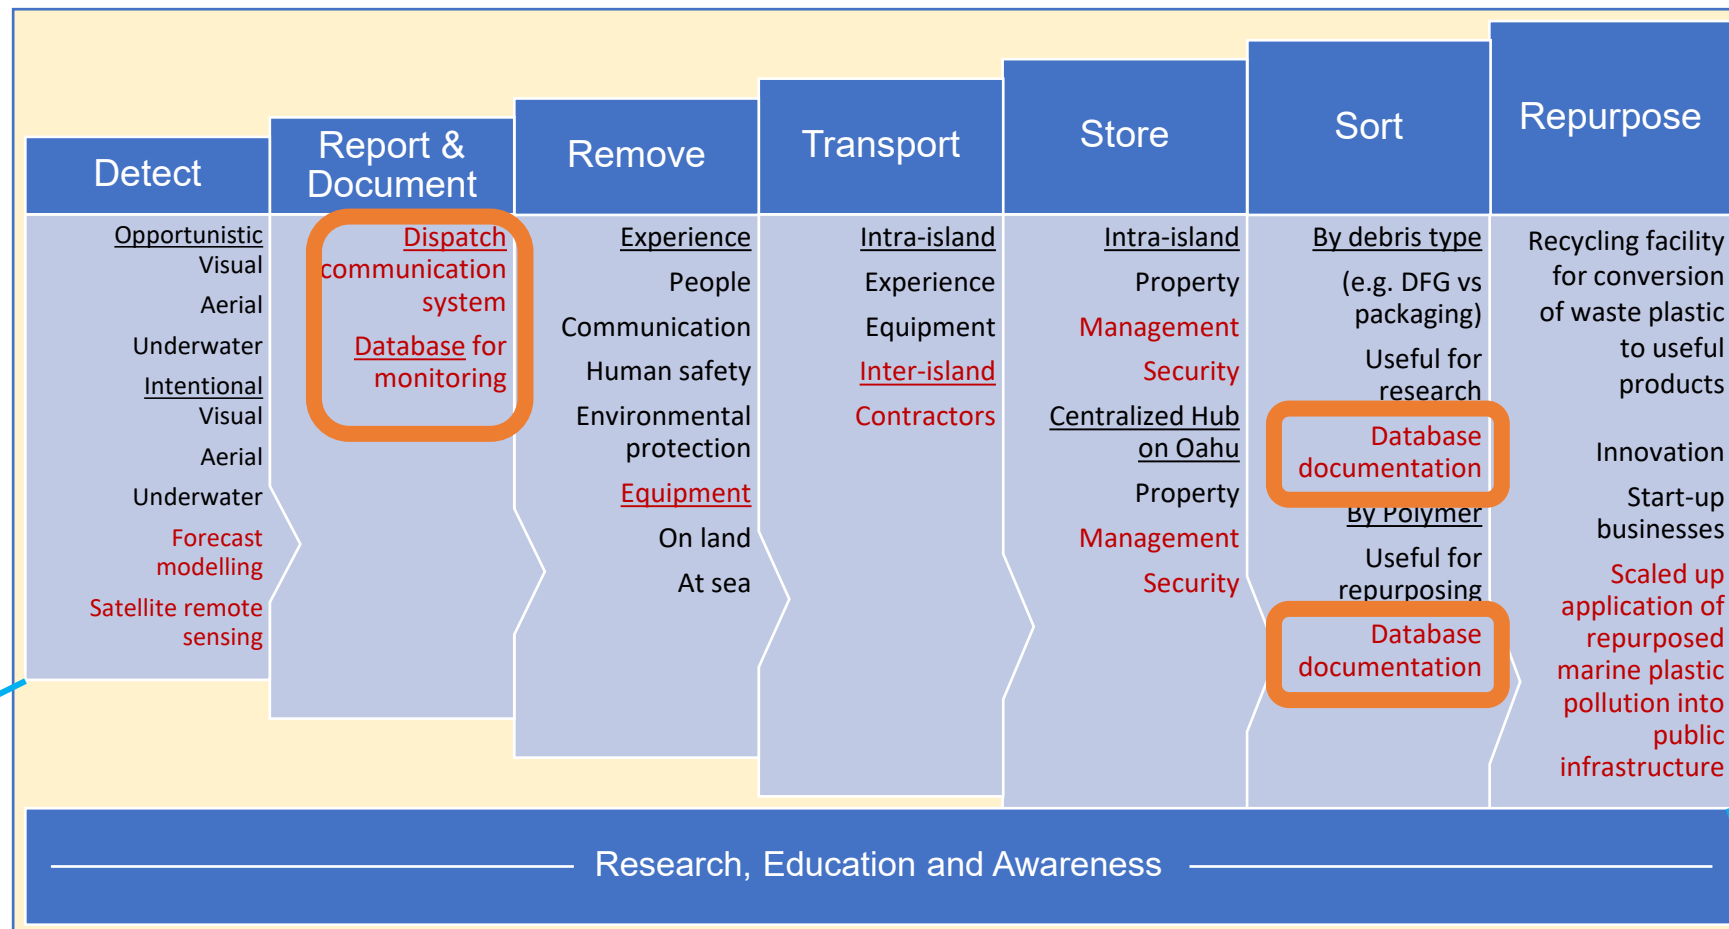 Detect
Opportunistic
Visual
Aerial
Underwater
Intentional
Visual
Aerial
Underwater
Forecast
modelling
Satellite remote
sensing
Report &
Document
Dispatch
communication
system
Database for
monitoring
Remove
Experience
People
Communication
Human safety
Environmental
protection
Equipment
On land
At sea
Transport
Intra-island
Experience
Equipment
Inter-island
Contractors
Store
Intra-island
Property
Management
Security
Centralized Hub
on Oahu
Property
Management
Security
Sort
By debris type
(e.g. DFG vs
packaging)
Useful for
research
Database
documentation
By Polymer
Useful for
repurposing
Database
documentation
Repurpose
Recycling facility
for conversion
of waste plastic
to useful
products
Innovation
Start-up
businesses
Scaled up
application of
repurposed
marine plastic
pollution into
public
infrastructure
Research, Education and Awareness